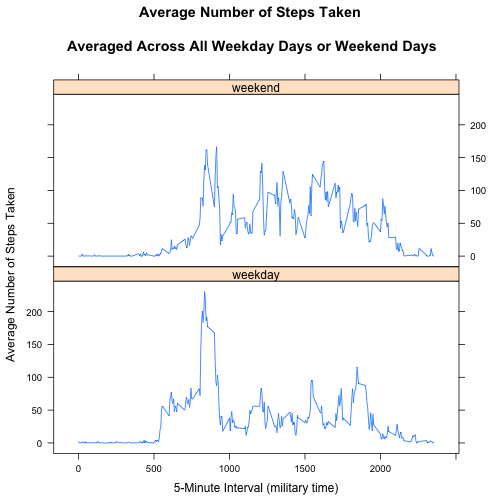 Average Number of Steps Taken
Averaged Across All Weekday Days or Weekend Days
weekend
200
150
100
50
0
weekday
200
150
100
50
0
Average Number of Steps Taken
0 500 1000 1500 2000
5-Minute Interval (military time)